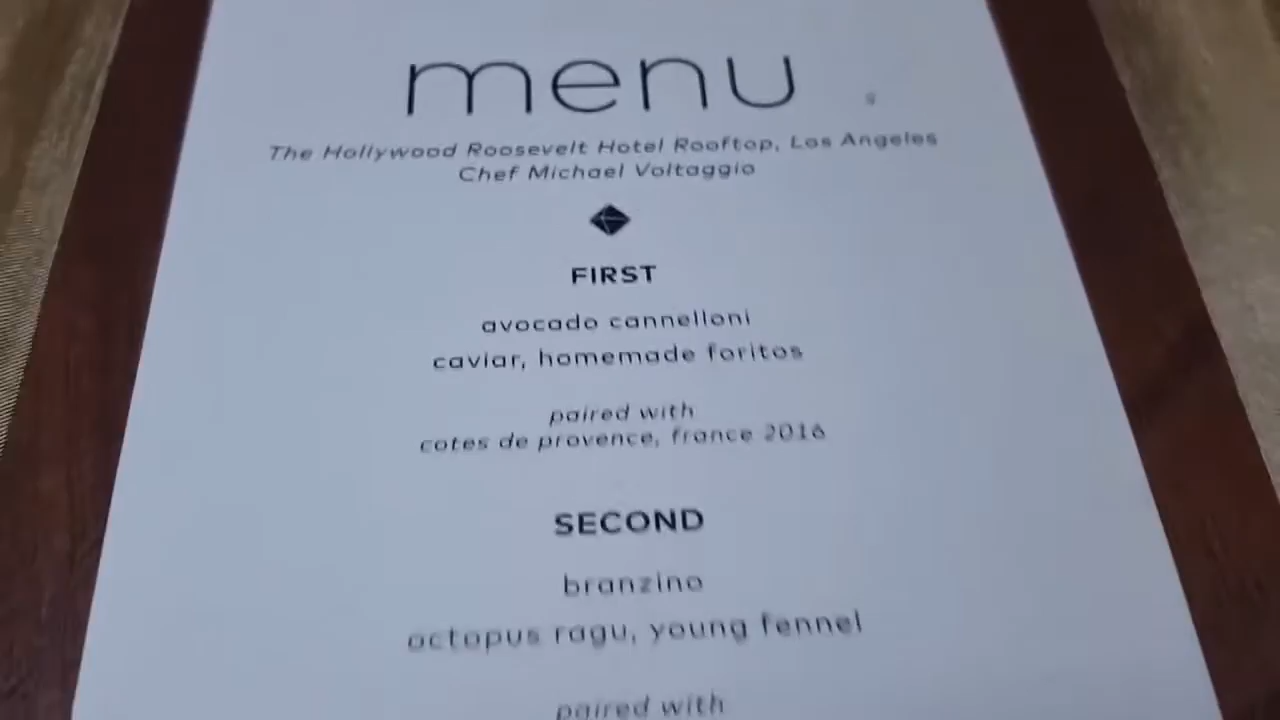 menu
The Hollywood Roosevelt Hotel Rooftop, Los Angeles
Chef Michael Voltaggio
FIRST
avocado cannelloni
caviar, homemade foritos
paired with
cotes de provence, france 2016
SECOND
branzino
octopus ragu, young fennel
paired with